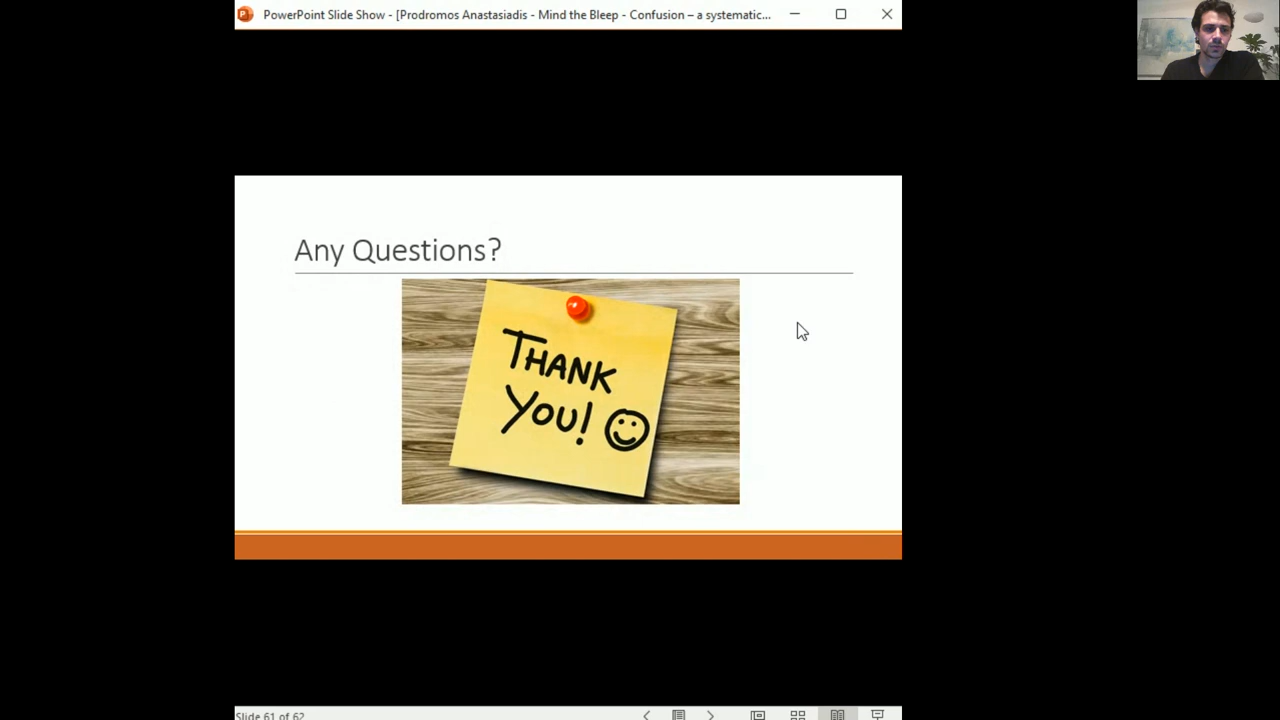 PowerPoint Slide Show - [Prodromos Anastasiadis - Mind the Bleep - Confusion – a systematic...
Any Questions?
THANK
YOU!
Slide 61 of 62